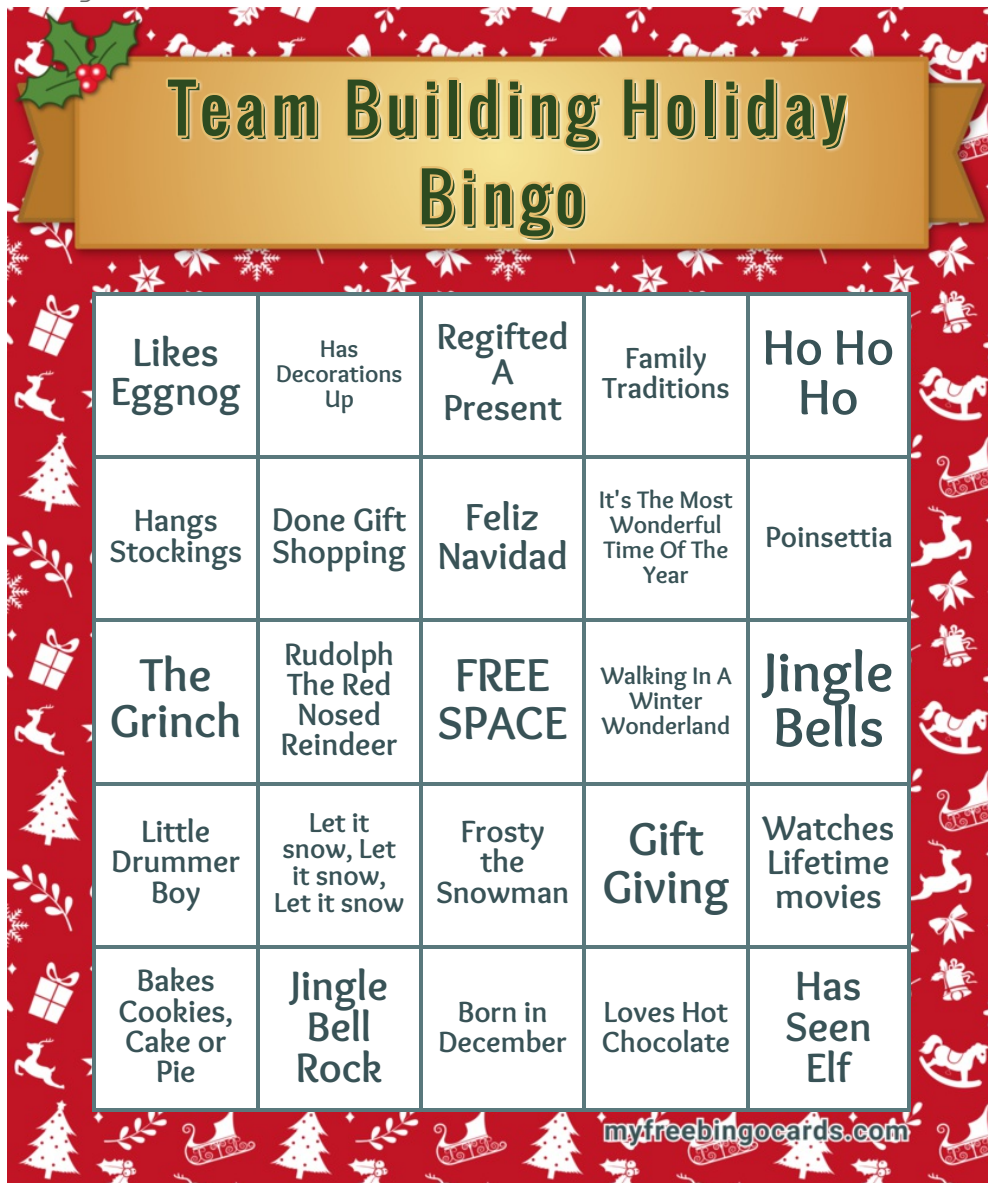 Team Building Holiday
Bingo
Likes
Eggnog
Has
Decorations
Up
Regifted
A
Present
Family
Traditions
Ho Ho
Ho
Hangs
Stockings
Done Gift
Shopping
Feliz
Navidad
It's The Most
Wonderful
Time Of The
Year
Poinsettia
The
Grinch
Rudolph
The Red
Nosed
Reindeer
FREE
SPACE
Walking In A
Winter
Wonderland
Jingle
Bells
Little
Drummer
Boy
Let it
snow, Let
it snow,
Let it snow
Frosty
the
Snowman
Gift
Giving
Watches
Lifetime
movies
Bakes
Cookies,
Cake or
Pie
Jingle
Bell
Rock
Born in
December
Loves Hot
Chocolate
Has
Seen
Elf
myfreebingocards.com